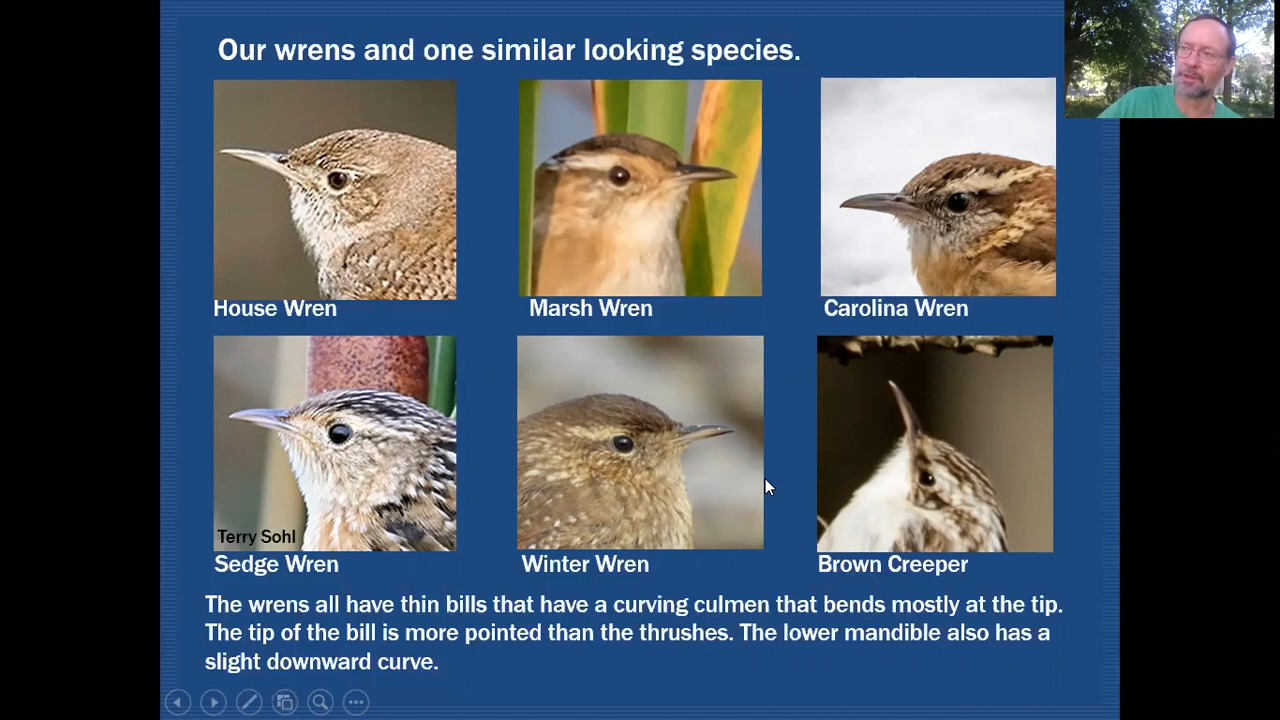 Our wrens and one similar looking species.
House Wren
Marsh Wren
Carolina Wren
Terry Sohl
Sedge Wren
Winter Wren
Brown Creeper
The wrens all have thin bills that have a curving culmen that bends mostly at the tip.
The tip of the bill is more pointed than the thrushes. The lower mandible also has a
slight downward curve.